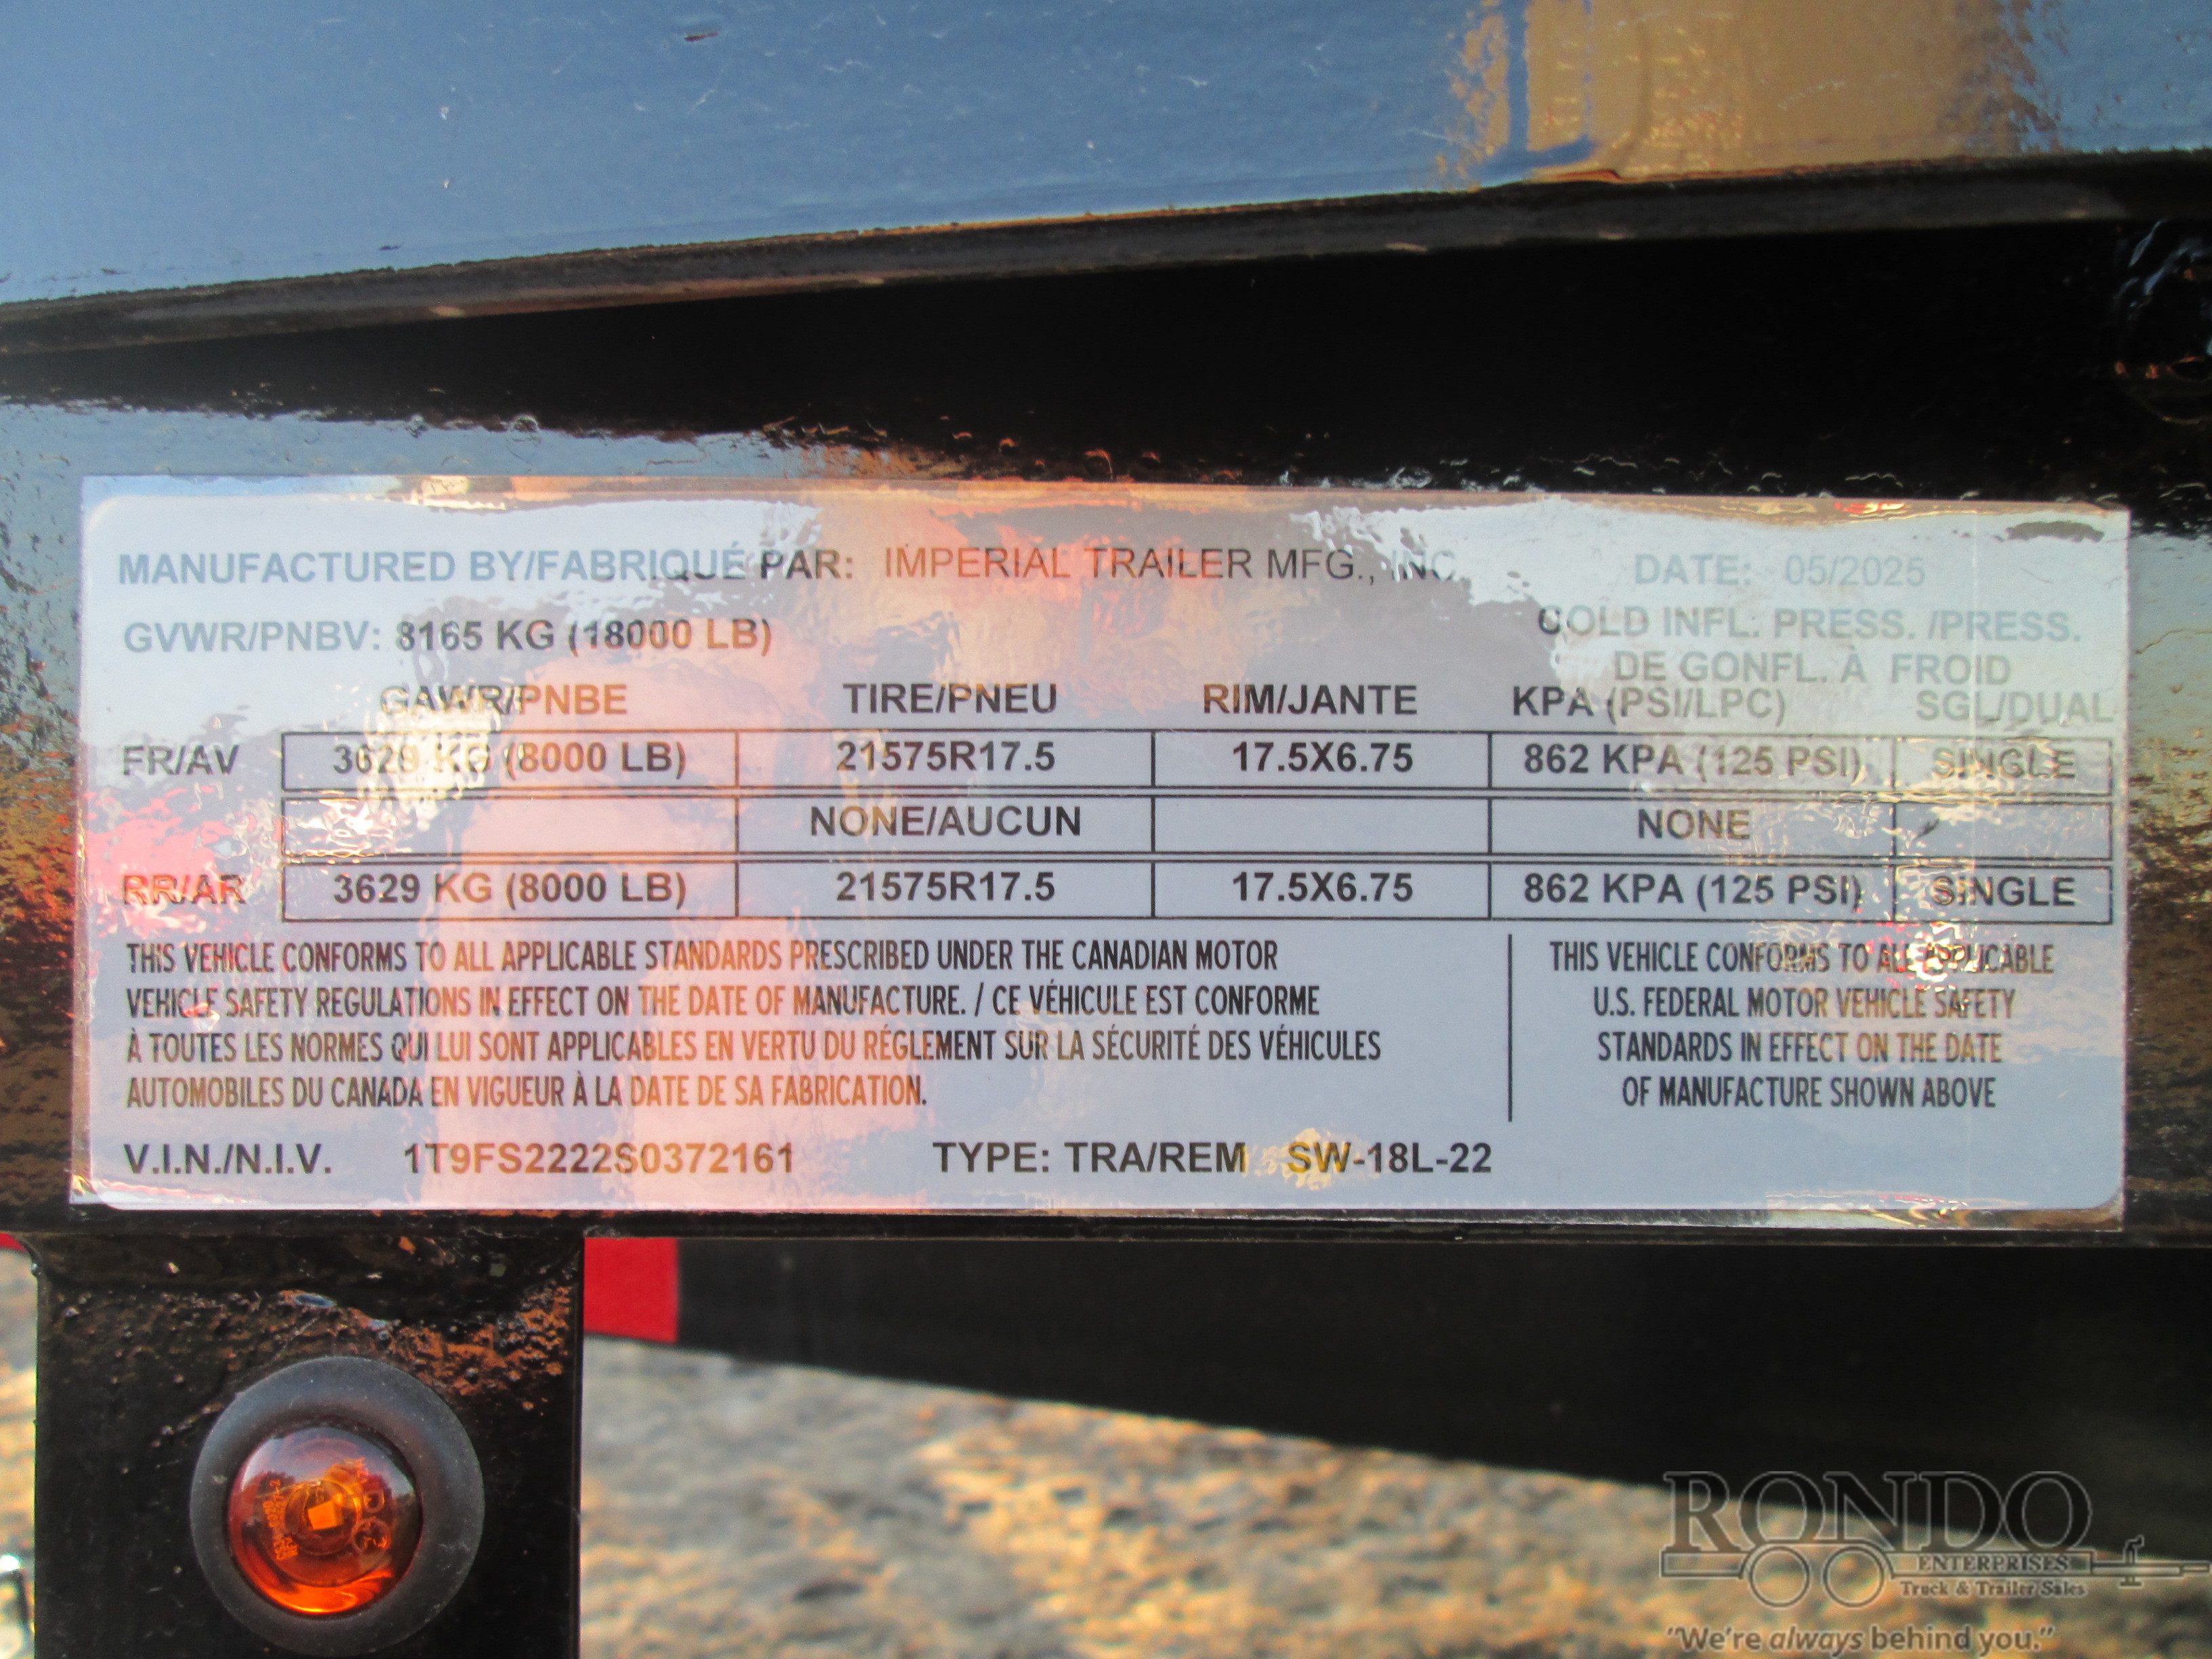 MANUFACTURED BY/FABRIQUÉ PAR: IMPERIAL TRAILER MFG., INC DATE: 05/2025
GVWR/PNBV: 8165 KG (18000 LB) COLD INFL. PRESS. /PRESS.
DE GONFL. À FROID
GAWR/PNBE TIRE/PNEU RIM/JANTE KPA (PSI/LPC) SGL/DUAL
FR/AV 3629 KG (8000 LB) 21575R17.5 17.5X6.75 862 KPA (125 PSI) SINGLE
NONE/AUCUN NONE
RR/AR 3629 KG (8000 LB) 21575R17.5 17.5X6.75 862 KPA (125 PSI) SINGLE
THIS VEHICLE CONFORMS TO ALL APPLICABLE STANDARDS PRESCRIBED UNDER THE CANADIAN MOTOR
VEHICLE SAFETY REGULATIONS IN EFFECT ON THE DATE OF MANUFACTURE. / CE VÉHICULE EST CONFORME
À TOUTES LES NORMES QUI LUI SONT APPLICABLES EN VERTU DU RÉGLEMENT SUR LA SÉCURITÉ DES VÉHICULES
AUTOMOBILES DU CANADA EN VIGUEUR À LA DATE DE SA FABRICATION.
THIS VEHICLE CONFORMS TO ALL APPLICABLE
U.S. FEDERAL MOTOR VEHICLE SAFETY
STANDARDS IN EFFECT ON THE DATE
OF MANUFACTURE SHOWN ABOVE
V.I.N./N.I.V. 1T9FS2222S0372161 TYPE: TRA/REM SW-18L-22
RONDO
ENTERPRISES
Truck & Trailer Sales
"We're always behind you."